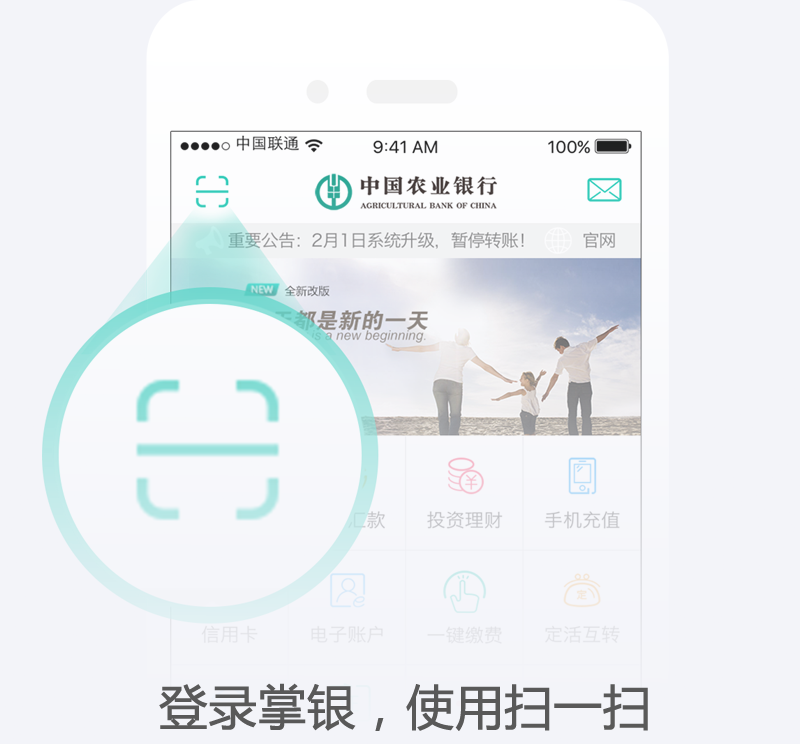 中国联通 9:41 AM 100%
中国农业银行
AGRICULTURAL BANK OF CHINA
重要公告：2月1日系统升级，暂停转账！ 官网
NEW 全新改版
都是新的一天
is a new beginning.
汇款 投资理财 手机充值
信用卡 电子账户 一键缴费 定活互转
登录掌银，使用扫一扫